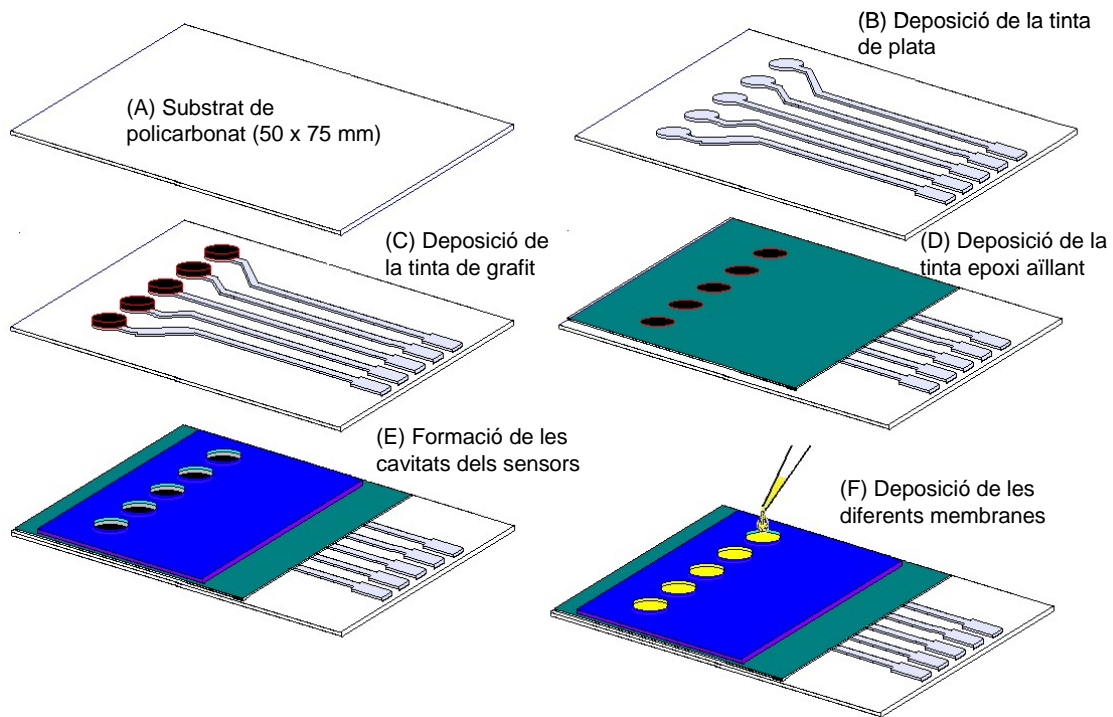 (A) Substrat de
policarbonat (50 x 75 mm)
(B) Deposició de la tinta
de plata
(C) Deposició de
la tinta de grafit
(D) Deposició de la
tinta epoxi aïllant
(E) Formació de les
cavitats dels sensors
(F) Deposició de les
diferents membranes